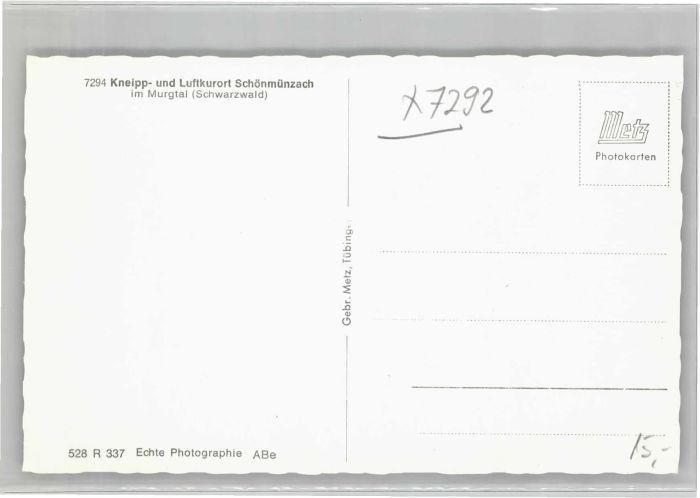 7294 Kneipp- und Luftkurort Schönmünzach
im Murgtal (Schwarzwald)
x7292
Metz
Photokarten
Gebr. Metz,
528 R 337 Echte Photographie ABe
15,-